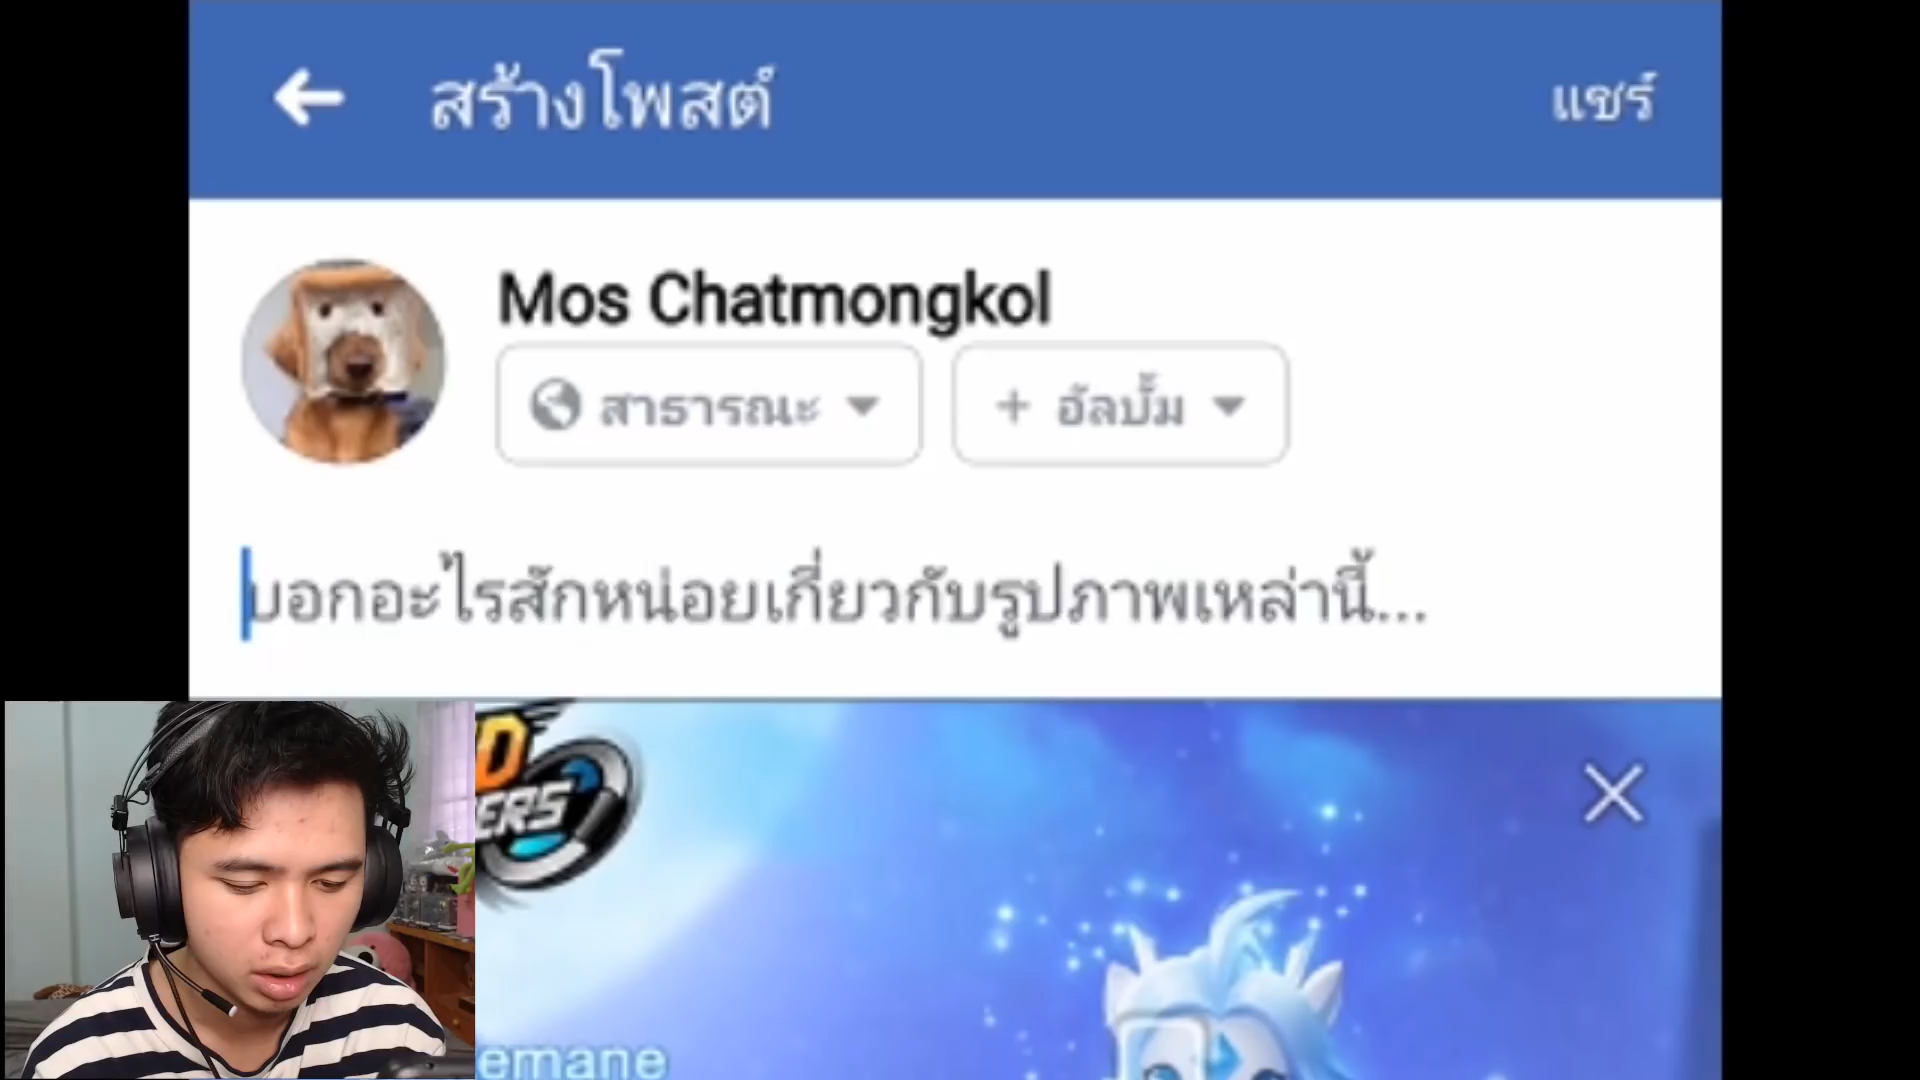 สร้างโพสต์
แชร์
Mos Chatmongkol
สาธารณะ
+ อัลบั้ม
บอกอะไรสักหน่อยเกี่ยวกับรูปภาพเหล่านี้...
D
ERS
emane